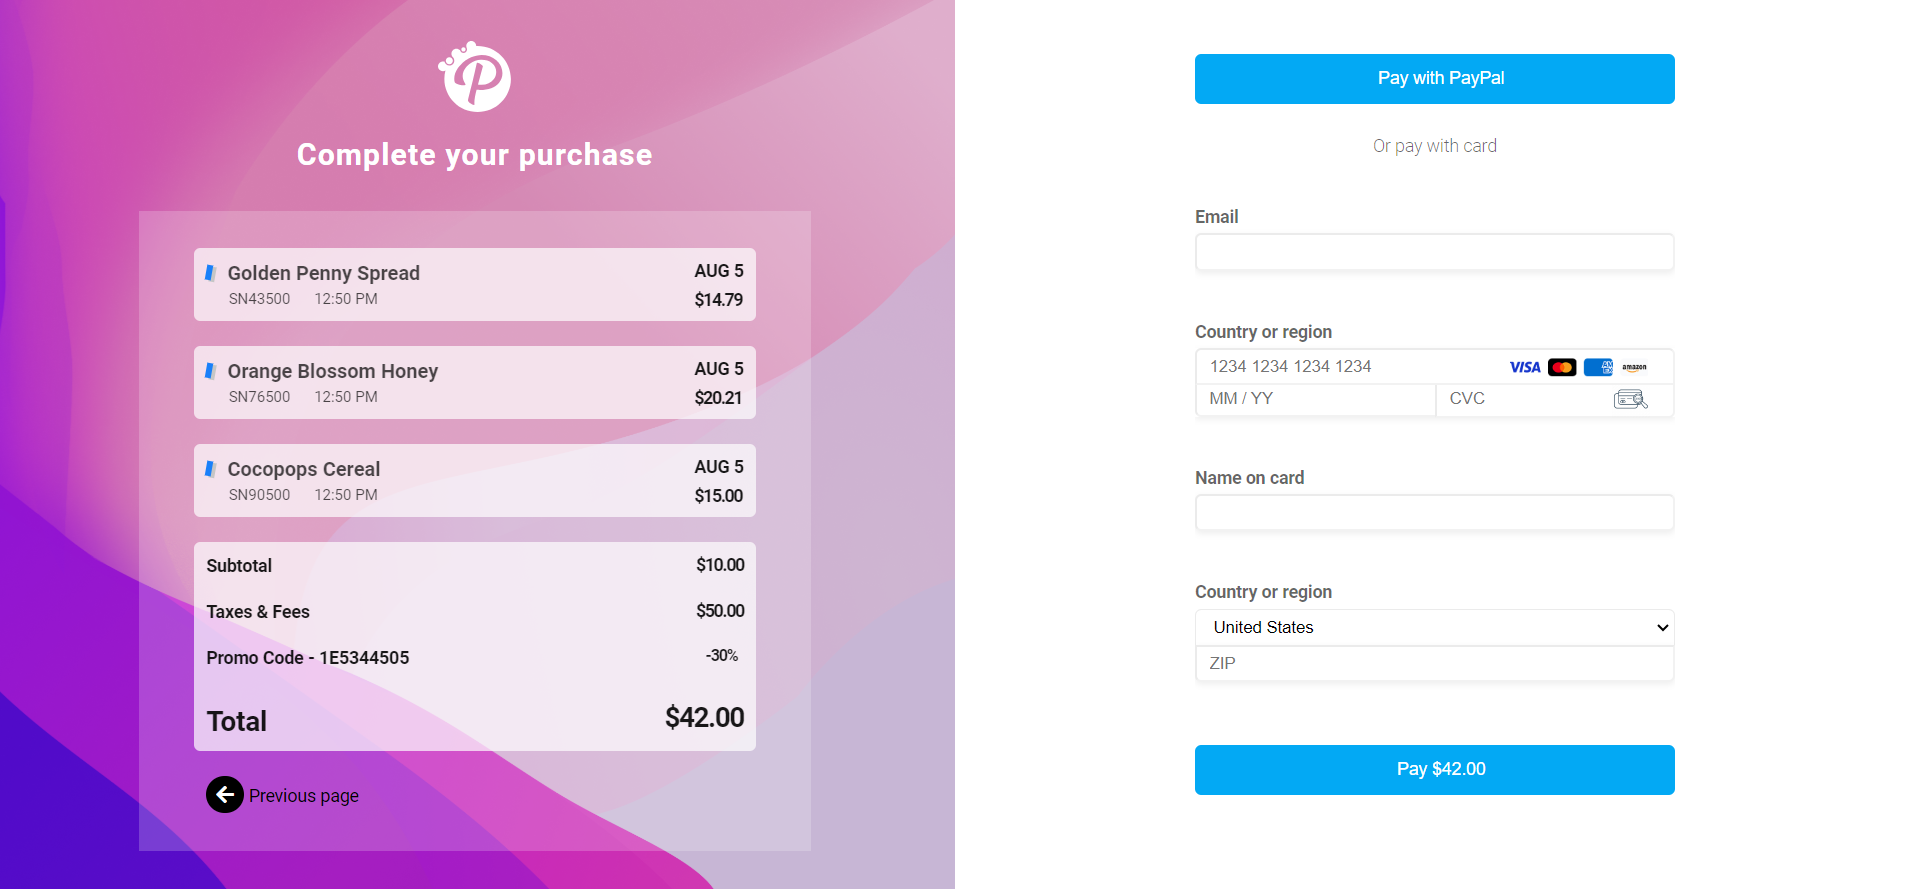 P
Complete your purchase
Golden Penny Spread
AUG 5
SN43500 12:50 PM
$14.79
Orange Blossom Honey
AUG 5
SN76500 12:50 PM
$20.21
Cocopops Cereal
AUG 5
SN90500 12:50 PM
$15.00
Subtotal $10.00
Taxes & Fees $50.00
Promo Code - 1E5344505 -30%
Total $42.00
Previous page
Pay with PayPal
Or pay with card
Email
Country or region
1234 1234 1234 1234 VISA AM EX amazon
MM / YY CVC
Name on card
Country or region
United States
ZIP
Pay $42.00